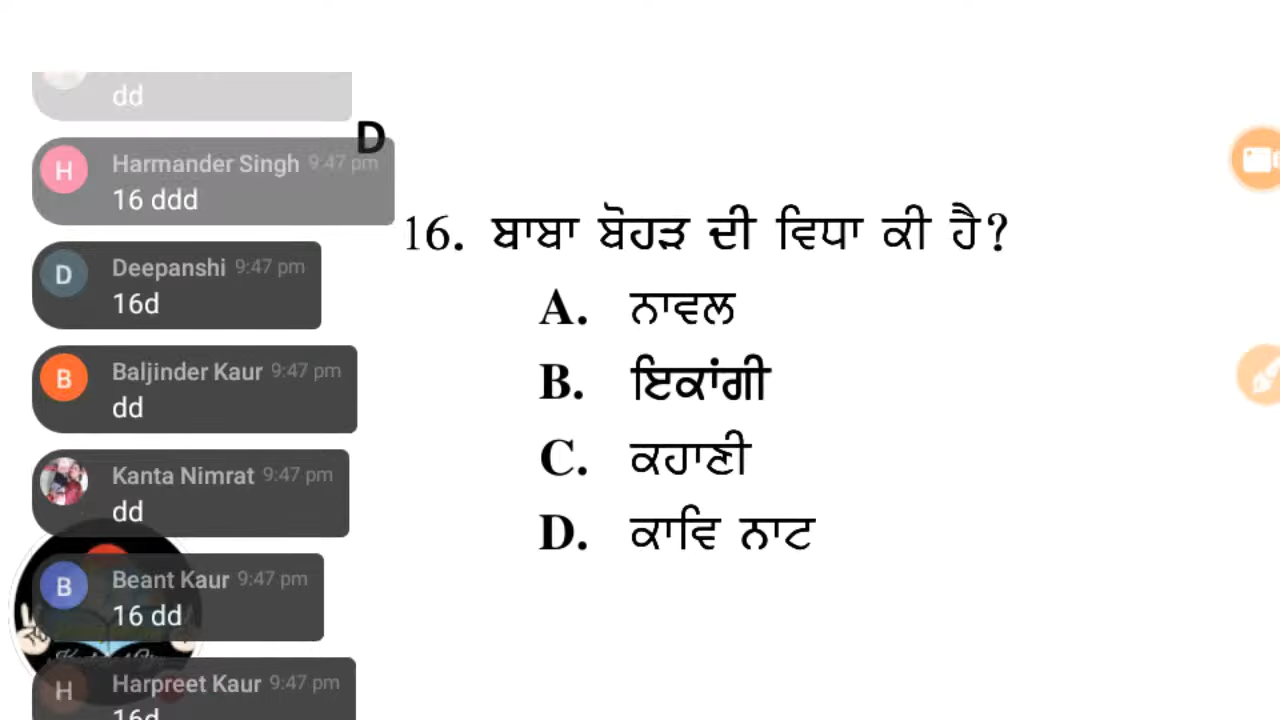 dd
Harmander Singh 9:47 pm
16 ddd
D
Deepanshi 9:47 pm
16d
Baljinder Kaur 9:47 pm
dd
Kanta Nimrat 9:47 pm
dd
Beant Kaur 9:47 pm
16 dd
Harpreet Kaur 9:47 pm
16d
H
D
B
B
H
16. ਬਾਬਾ ਬੋਹੜ ਦੀ ਵਿਧਾ ਕੀ ਹੈ?
A. ਨਾਵਲ
B. ਇਕਾਂਗੀ
C. ਕਹਾਣੀ
D. ਕਾਵਿ ਨਾਟ